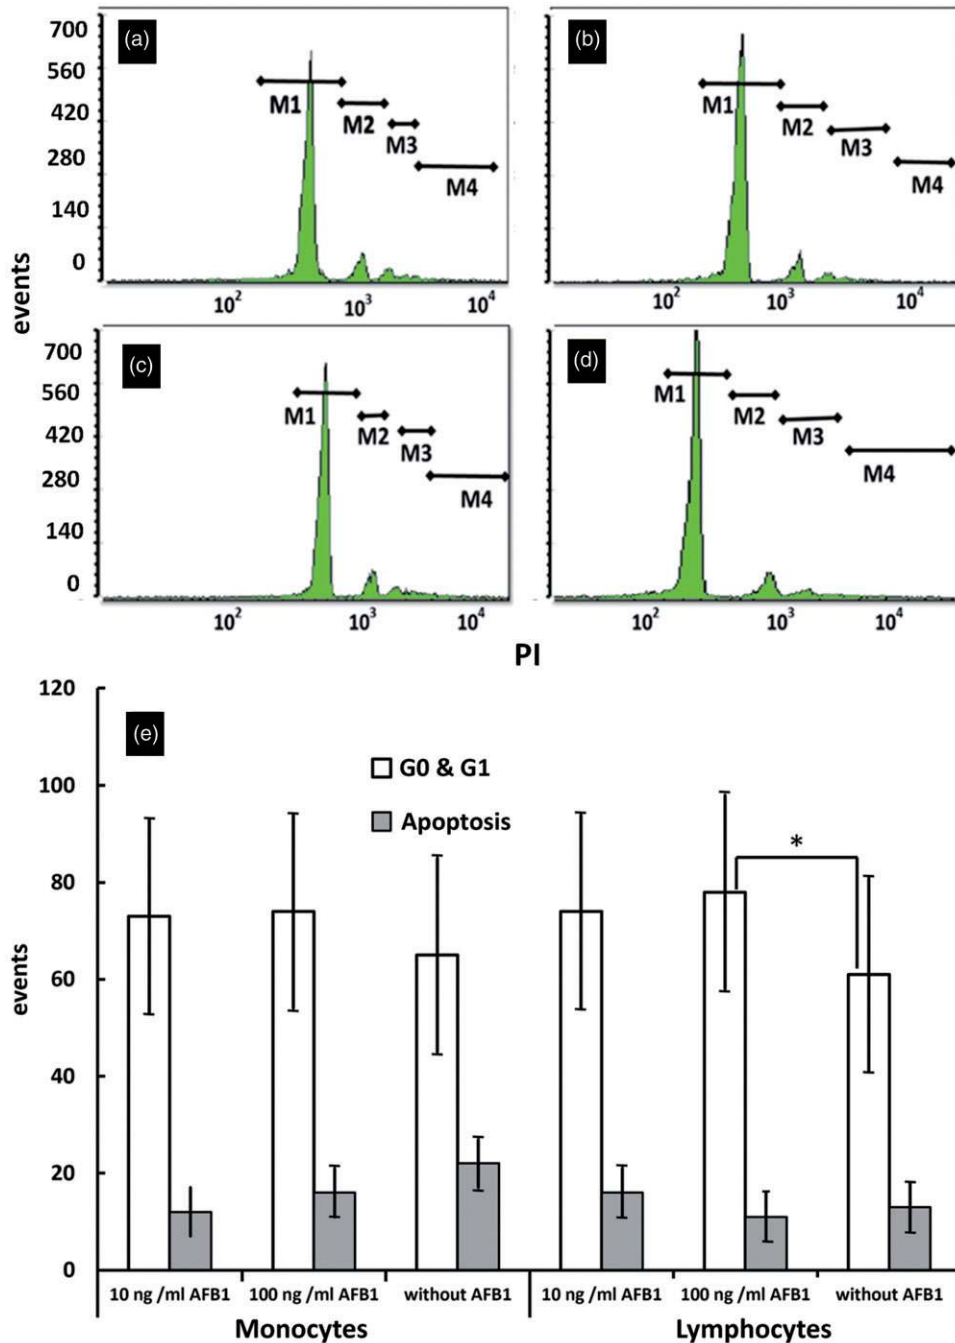 (a)
700
560
420
280
140
0
M1
M2
M3
M4
10²
10³
10⁴
(b)
M1
M2
M3
M4
10²
10³
10⁴
events
(c)
700
560
420
280
140
0
M1
M2
M3
M4
10²
10³
10⁴
(d)
M1
M2
M3
M4
10²
10³
10⁴
PI
(e)
120
100
80
60
40
20
0
events
G0 & G1
Apoptosis
*
10 ng /ml AFB1
100 ng /ml AFB1
without AFB1
10 ng /ml AFB1
100 ng /ml AFB1
without AFB1
Monocytes
Lymphocytes